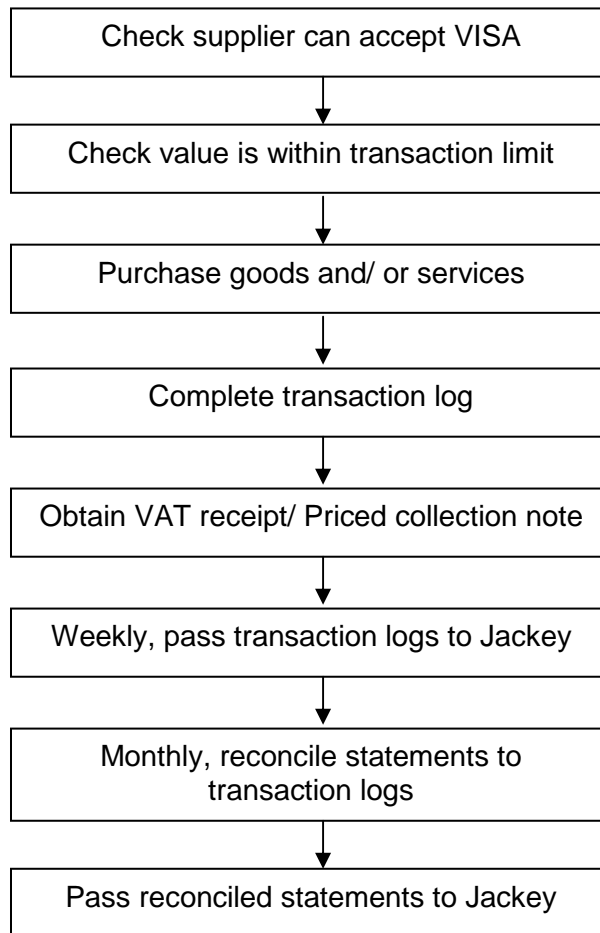 Check supplier can accept VISA
Check value is within transaction limit
Purchase goods and/ or services
Complete transaction log
Obtain VAT receipt/ Priced collection note
Weekly, pass transaction logs to Jackey
Monthly, reconcile statements to
transaction logs
Pass reconciled statements to Jackey